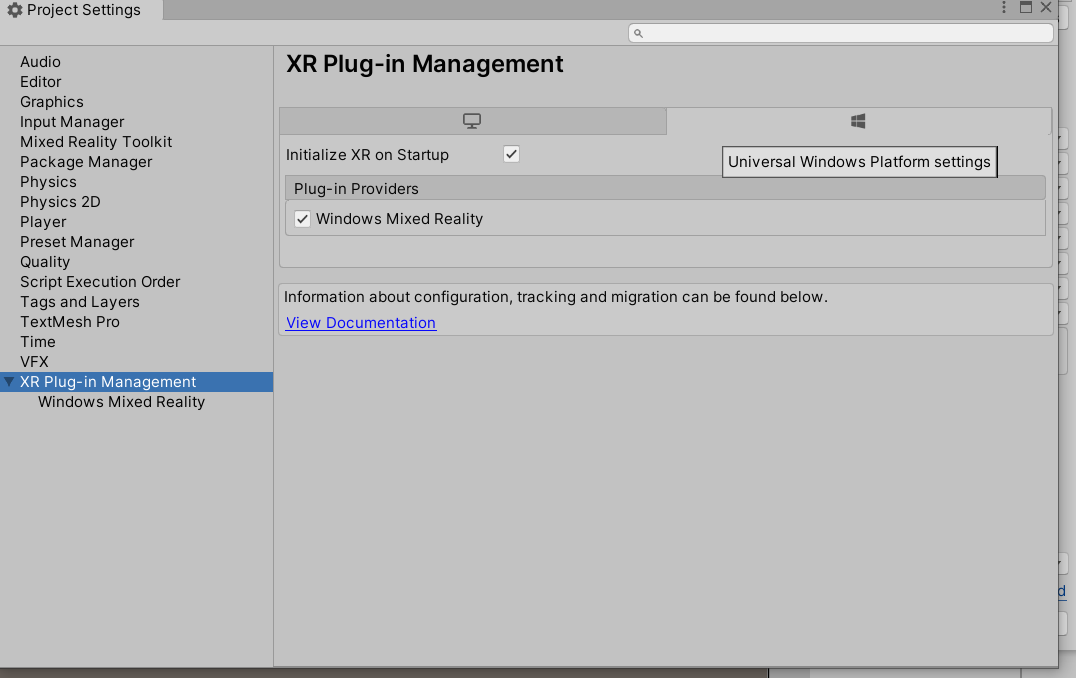 Project Settings
Audio
Editor
Graphics
Input Manager
Mixed Reality Toolkit
Package Manager
Physics
Physics 2D
Player
Preset Manager
Quality
Script Execution Order
Tags and Layers
TextMesh Pro
Time
VFX
XR Plug-in Management
Windows Mixed Reality
XR Plug-in Management
Initialize XR on Startup
Universal Windows Platform settings
Plug-in Providers
Windows Mixed Reality
Information about configuration, tracking and migration can be found below.
View Documentation
d